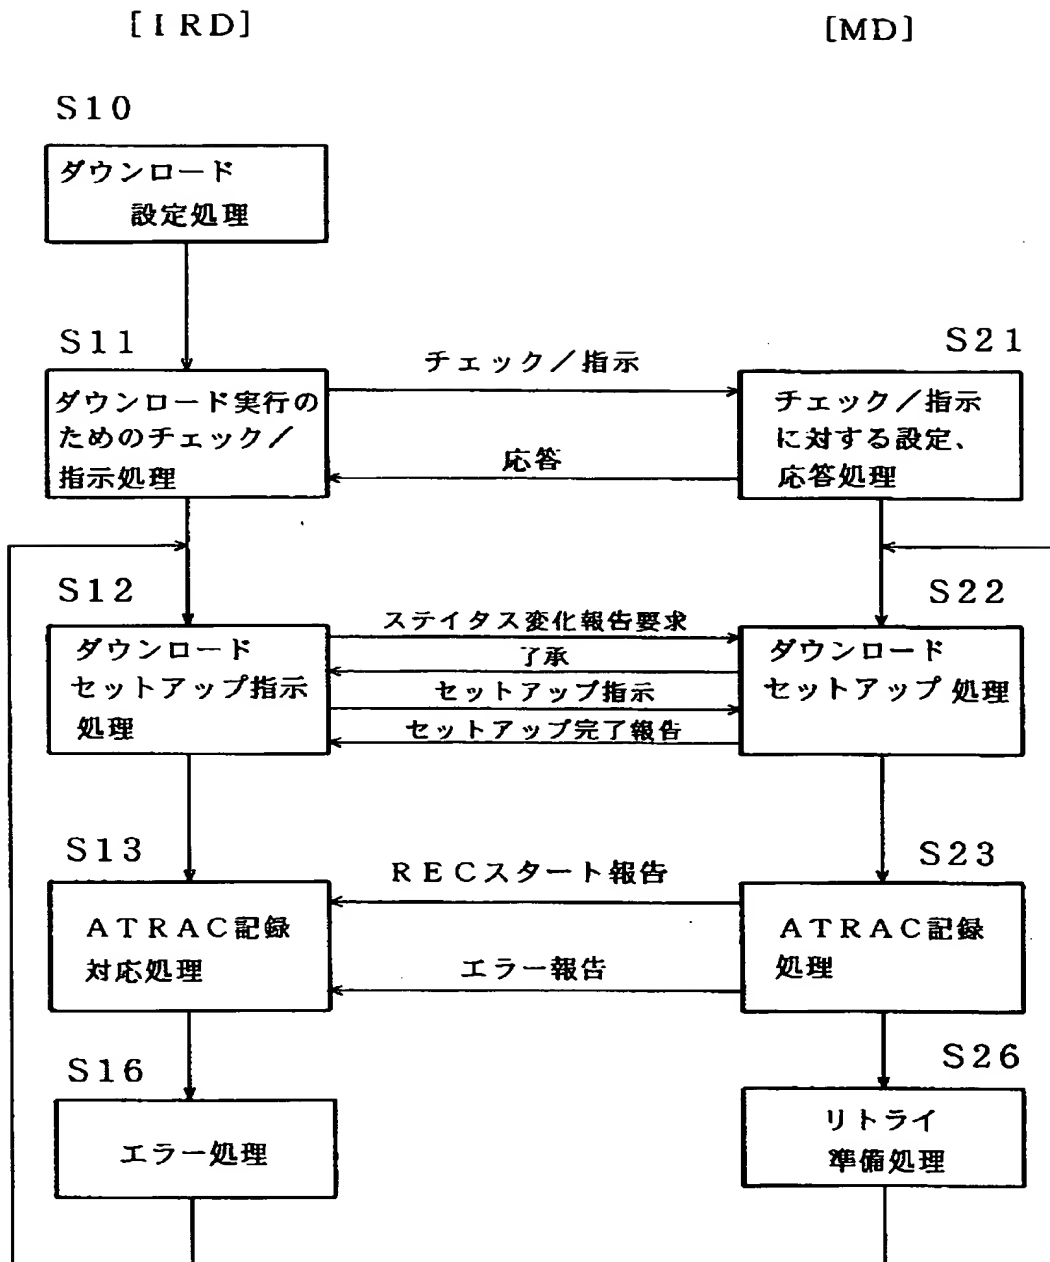 [IRD]
[MD]
S10
ダウンロード
設定処理
S11
S21
チェック／指示
ダウンロード実行の
ためのチェック／
指示処理
チェック／指示
に対する設定、
応答処理
応答
S12
S22
ステイタス変化報告要求
了承
セットアップ指示
セットアップ完了報告
ダウンロード
セットアップ指示
処理
ダウンロード
セットアップ処理
S13
S23
RECスタート報告
ATRAC記録
対応処理
ATRAC記録
処理
エラー報告
S16
S26
エラー処理
リトライ
準備処理